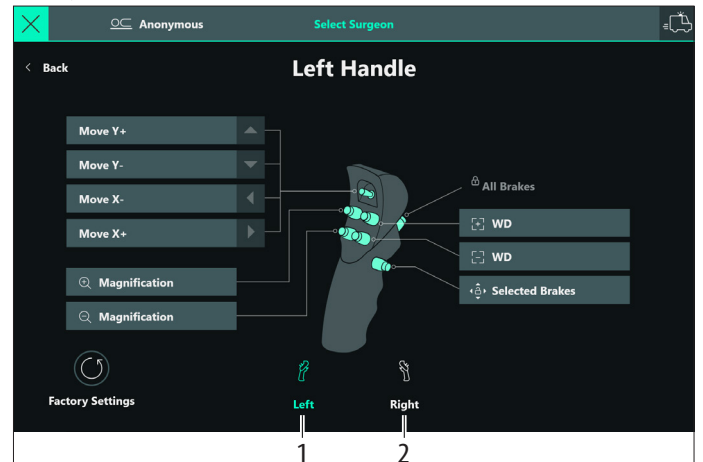 Anonymous
Select Surgeon
Back
Left Handle
Move Y+
Move Y-
Move X-
Move X+
Magnification
Magnification
All Brakes
WD
WD
Selected Brakes
Factory Settings
Left
Right
1
2